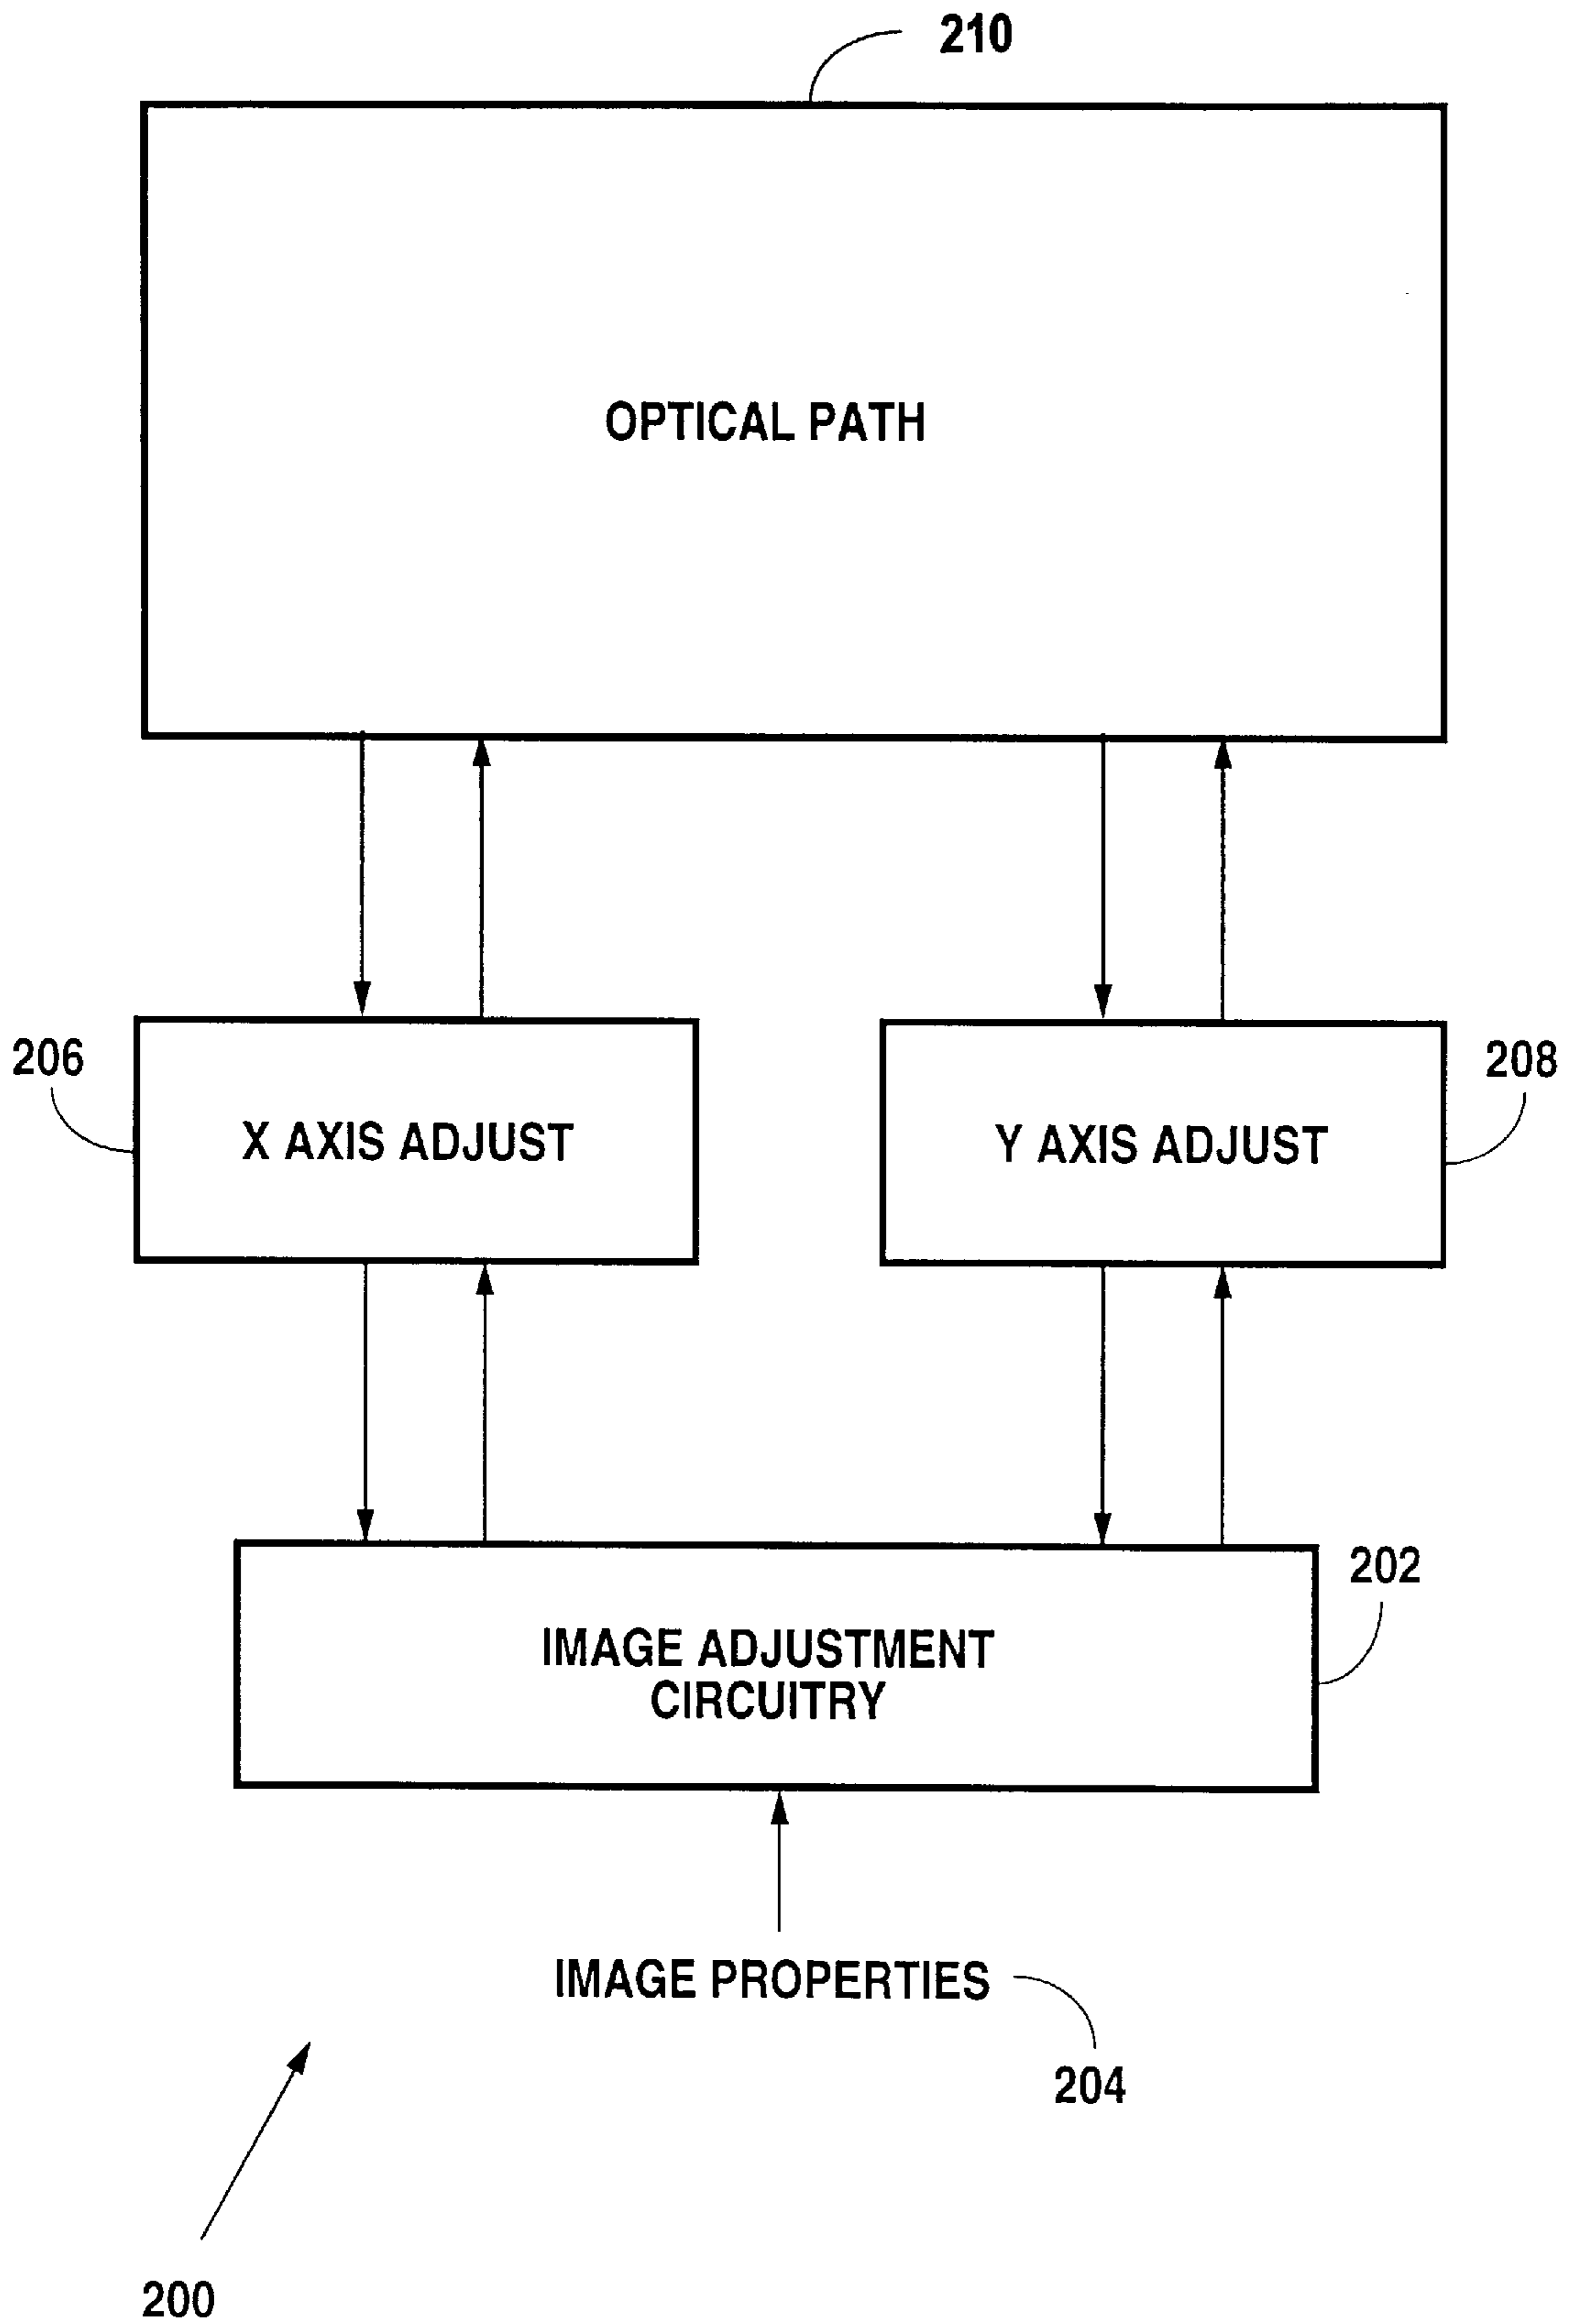 210
OPTICAL PATH
206
208
X AXIS ADJUST
Y AXIS ADJUST
202
IMAGE ADJUSTMENT
CIRCUITRY
IMAGE PROPERTIES
204
200